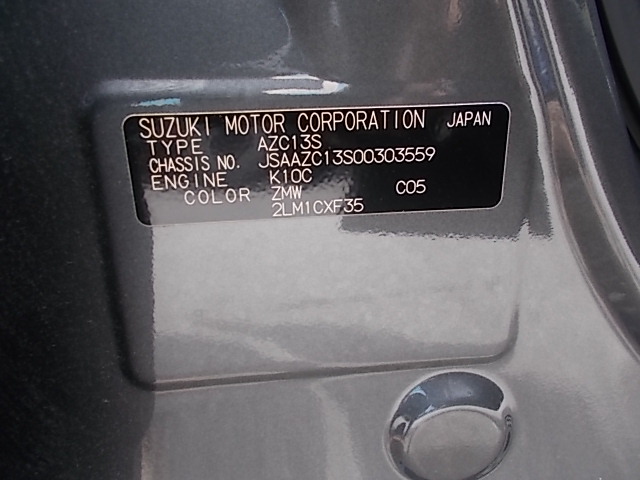 SUZUKI MOTOR CORPORATION JAPAN
TYPE AZC13S
CHASSIS NO. JSAAZC13S00303559
ENGINE K10C
COLOR ZMW C05
2LM1CXF35